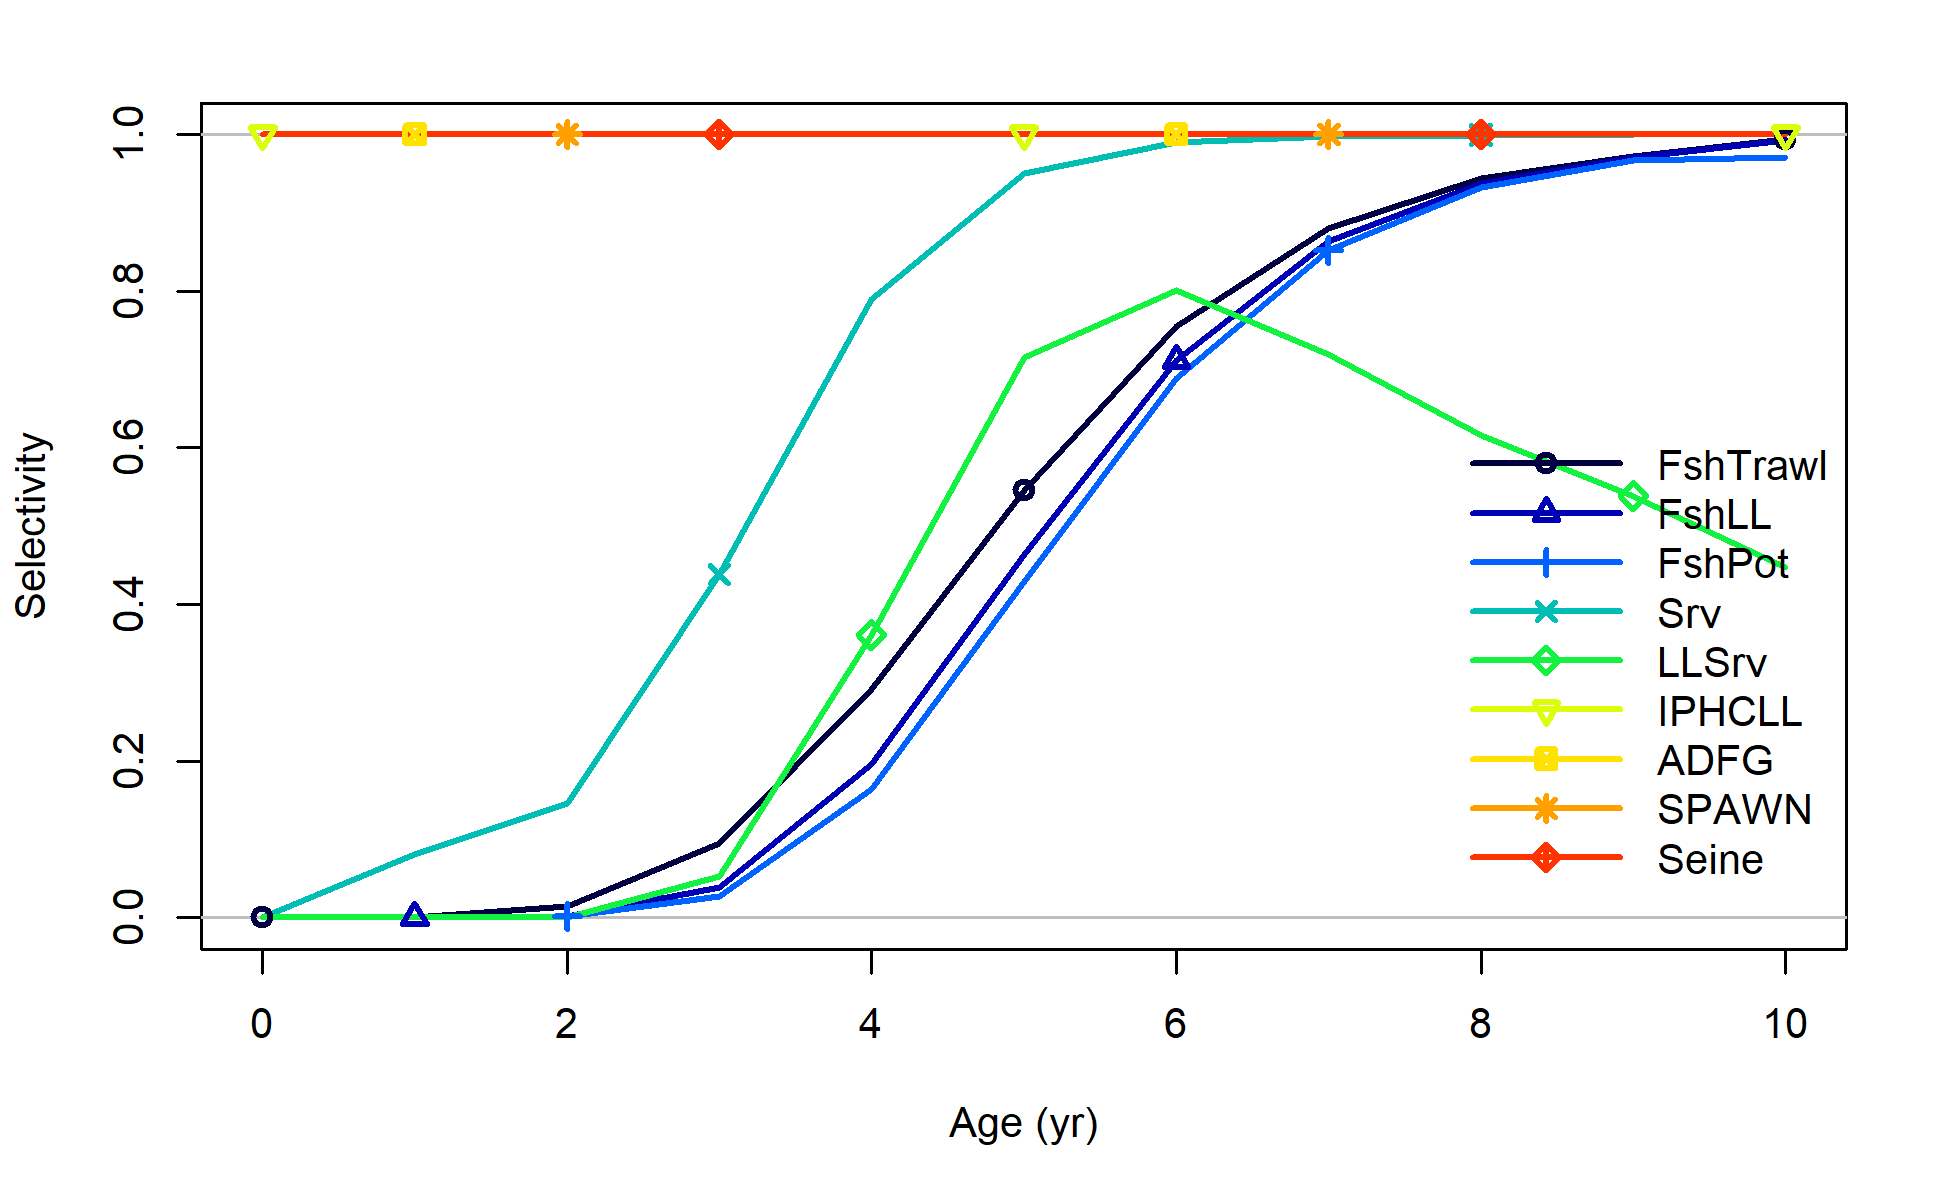 1.0
0.8
0.6
0.4
0.2
0.0
Selectivity
FshTrawl
FshLL
FshPot
Srv
LLSrv
IPHCLL
ADFG
SPAWN
Seine
0 2 4 6 8 10
Age (yr)